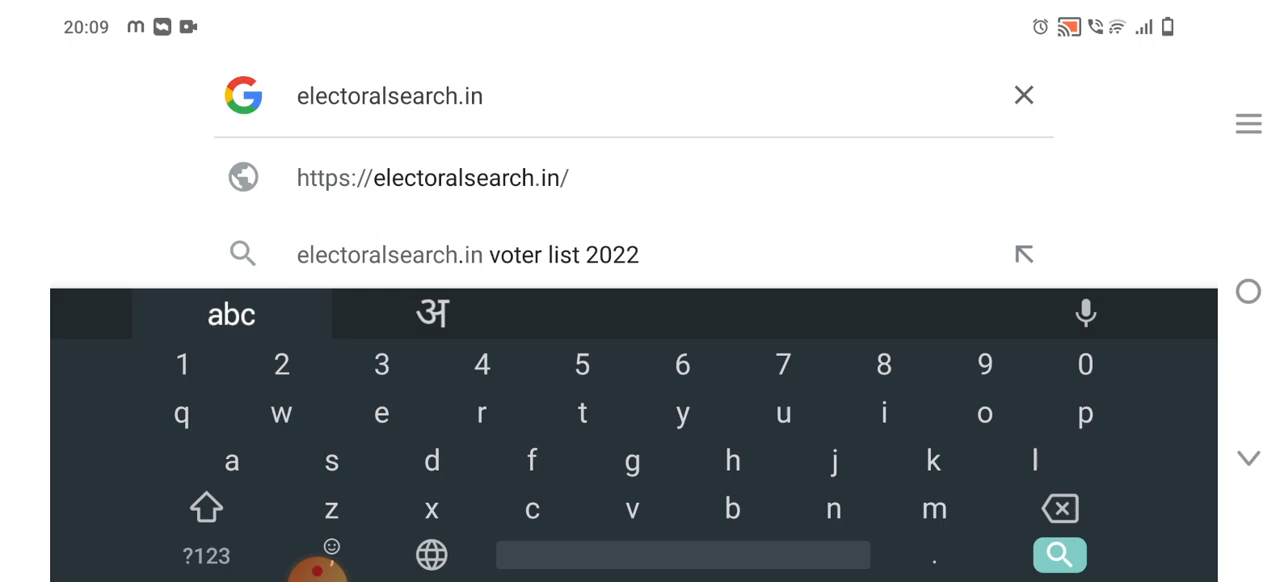 20:09
electoralsearch.in
https://electoralsearch.in/
electoralsearch.in voter list 2022
abc अ
1 2 3 4 5 6 7 8 9 0
q w e r t y u i o p
a s d f g h j k l
z x c v b n m
?123 , .